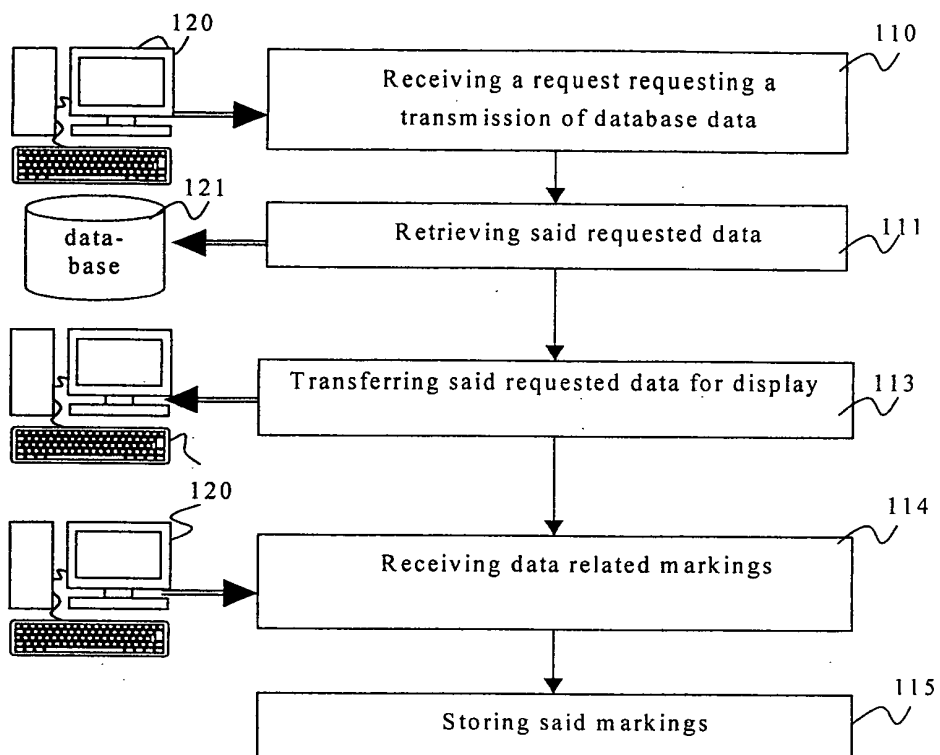 120
110
Receiving a request requesting a
transmission of database data
121
data-
base
Retrieving said requested data
111
Transferring said requested data for display
113
120
114
Receiving data related markings
115
Storing said markings